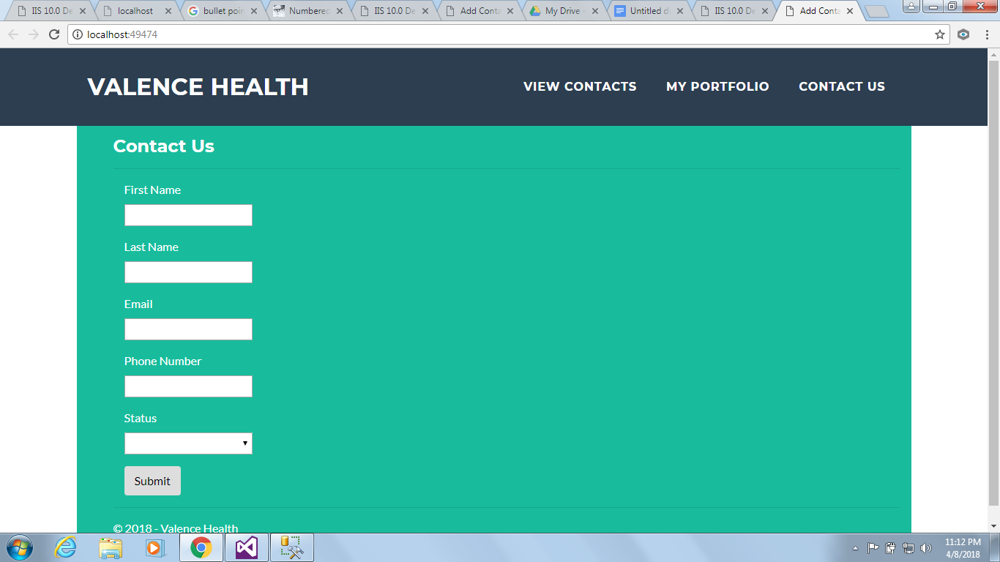 IIS 10.0 De
localhost
bullet poin
Numbered
IIS 10.0 De
Add Conta
My Drive -
Untitled d
IIS 10.0 De
Add Conta
localhost:49474
VALENCE HEALTH
VIEW CONTACTS MY PORTFOLIO CONTACT US
Contact Us
First Name
Last Name
Email
Phone Number
Status
Submit
© 2018 - Valence Health
11:12 PM
4/8/2018